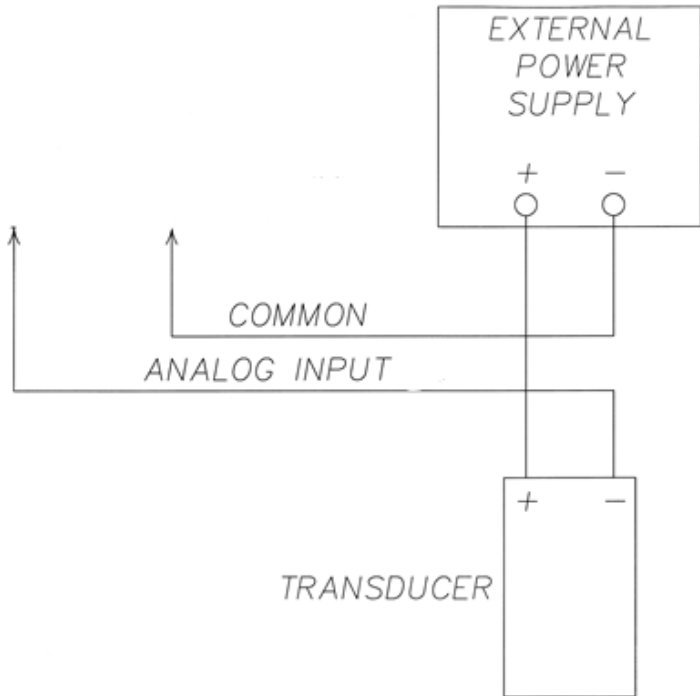 EXTERNAL
POWER
SUPPLY
+ −
COMMON
ANALOG INPUT
+ −
TRANSDUCER